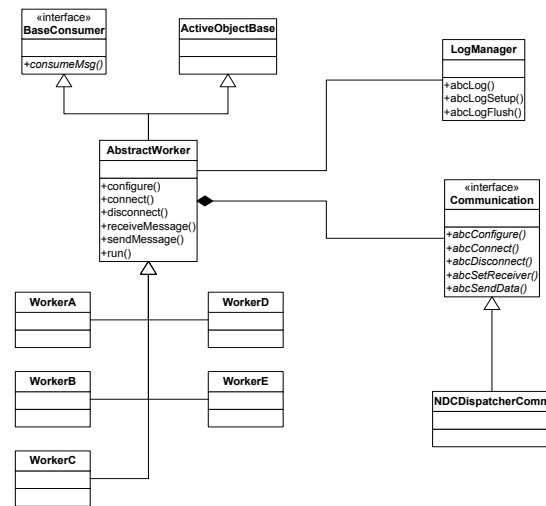 «interface»
BaseConsumer
+consumeMsg()
ActiveObjectBase
LogManager
+abcLog()
+abcLogSetup()
+abcLogFlush()
AbstractWorker
+configure()
+connect()
+disconnect()
+receiveMessage()
+sendMessage()
+run()
«interface»
Communication
+abcConfigure()
+abcConnect()
+abcDisconnect()
+abcSetReceiver()
+abcSendData()
WorkerA
WorkerD
WorkerB
WorkerE
NDCDispatcherComm
WorkerC